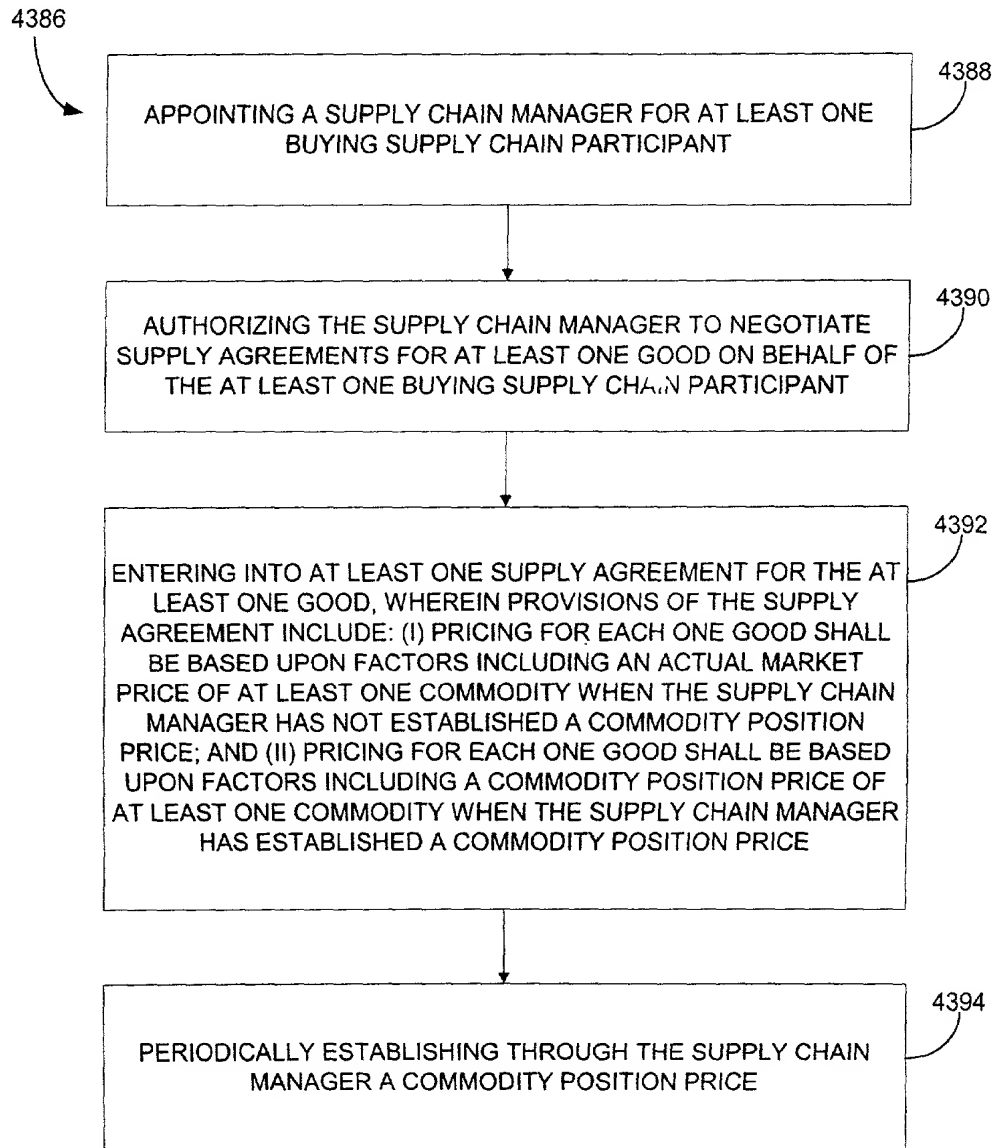 4386
4388
APPOINTING A SUPPLY CHAIN MANAGER FOR AT LEAST ONE
BUYING SUPPLY CHAIN PARTICIPANT
4390
AUTHORIZING THE SUPPLY CHAIN MANAGER TO NEGOTIATE
SUPPLY AGREEMENTS FOR AT LEAST ONE GOOD ON BEHALF OF
THE AT LEAST ONE BUYING SUPPLY CHAIN PARTICIPANT
4392
ENTERING INTO AT LEAST ONE SUPPLY AGREEMENT FOR THE AT
LEAST ONE GOOD, WHEREIN PROVISIONS OF THE SUPPLY
AGREEMENT INCLUDE: (I) PRICING FOR EACH ONE GOOD SHALL
BE BASED UPON FACTORS INCLUDING AN ACTUAL MARKET
PRICE OF AT LEAST ONE COMMODITY WHEN THE SUPPLY CHAIN
MANAGER HAS NOT ESTABLISHED A COMMODITY POSITION
PRICE; AND (II) PRICING FOR EACH ONE GOOD SHALL BE BASED
UPON FACTORS INCLUDING A COMMODITY POSITION PRICE OF
AT LEAST ONE COMMODITY WHEN THE SUPPLY CHAIN MANAGER
HAS ESTABLISHED A COMMODITY POSITION PRICE
4394
PERIODICALLY ESTABLISHING THROUGH THE SUPPLY CHAIN
MANAGER A COMMODITY POSITION PRICE